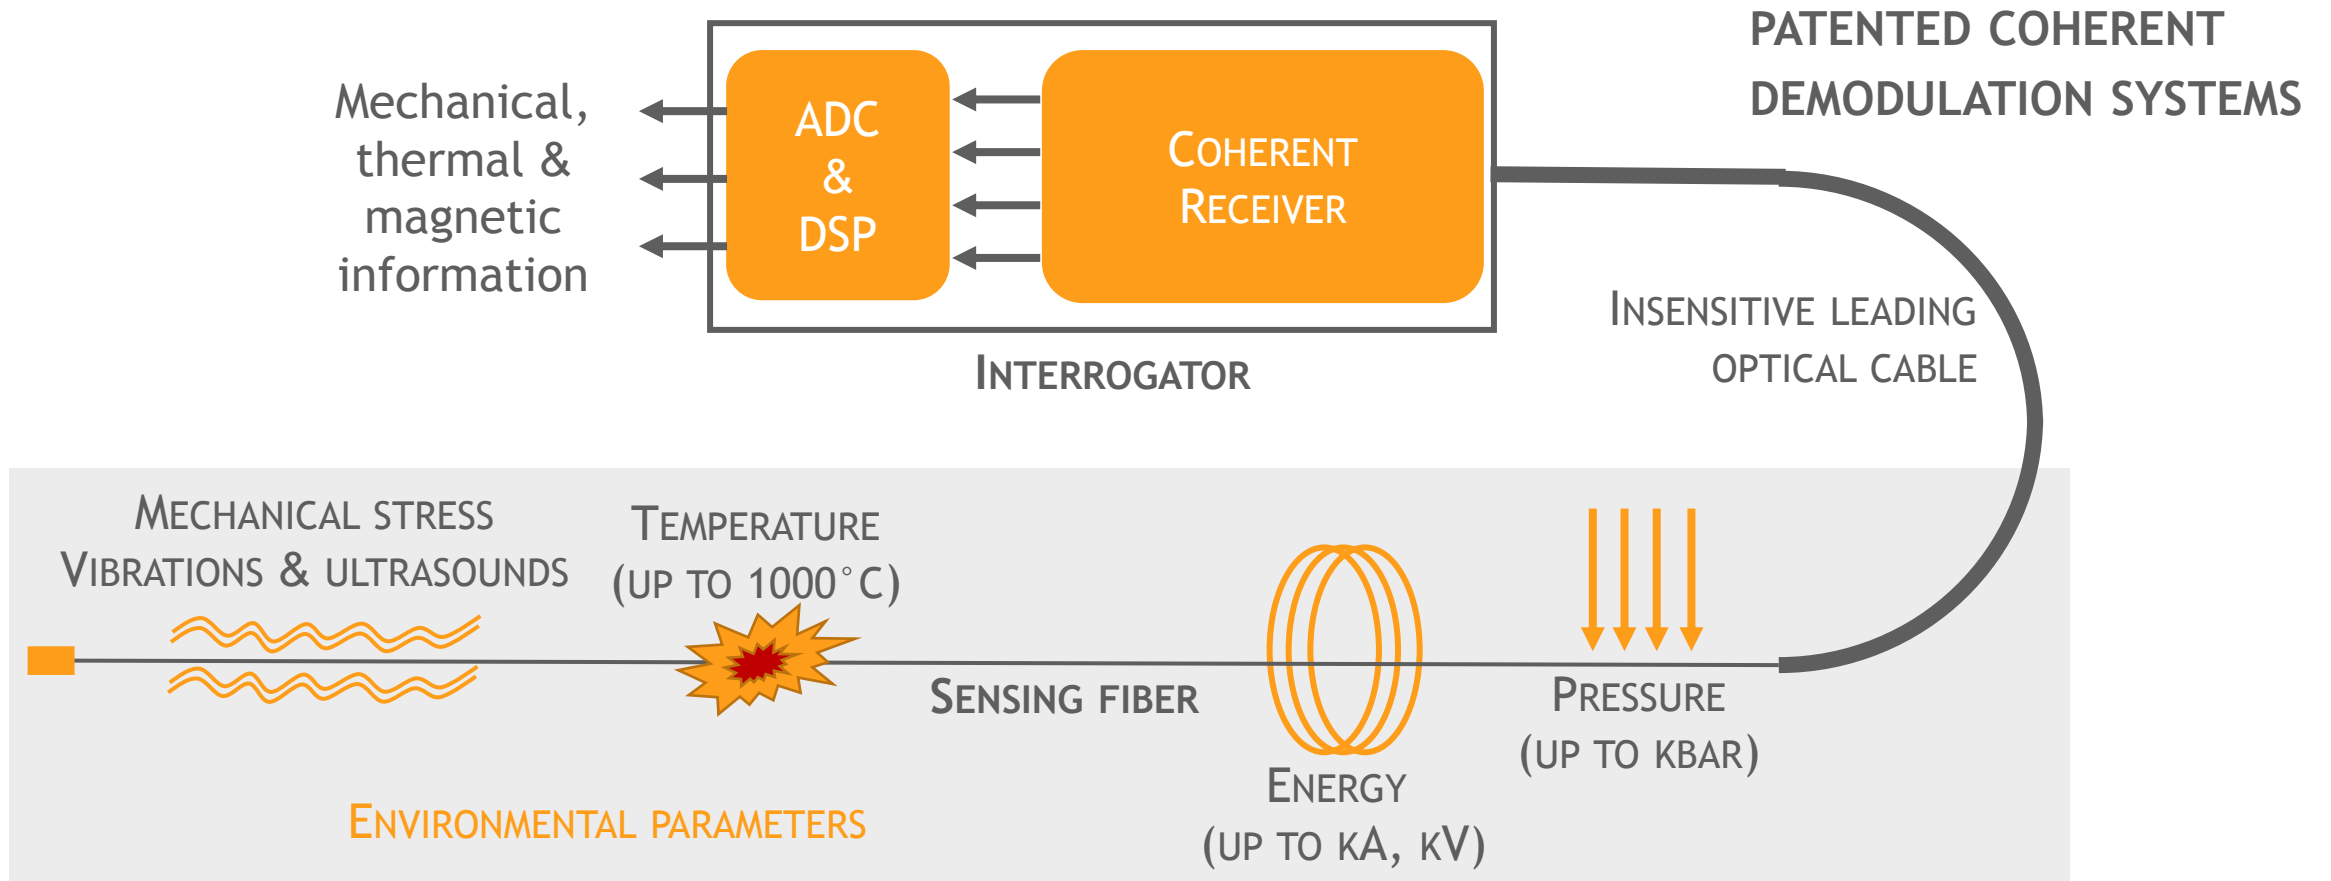 PATENTED COHERENT
DEMODULATION SYSTEMS
Mechanical,
thermal &
magnetic
information
ADC
&
DSP
COHERENT
RECEIVER
INTERROGATOR
INSENSITIVE LEADING
OPTICAL CABLE
MECHANICAL STRESS
VIBRATIONS & ULTRASOUNDS
TEMPERATURE
(UP TO 1000°C)
SENSING FIBER
ENERGY
(UP TO KA, KV)
PRESSURE
(UP TO KBAR)
ENVIRONMENTAL PARAMETERS